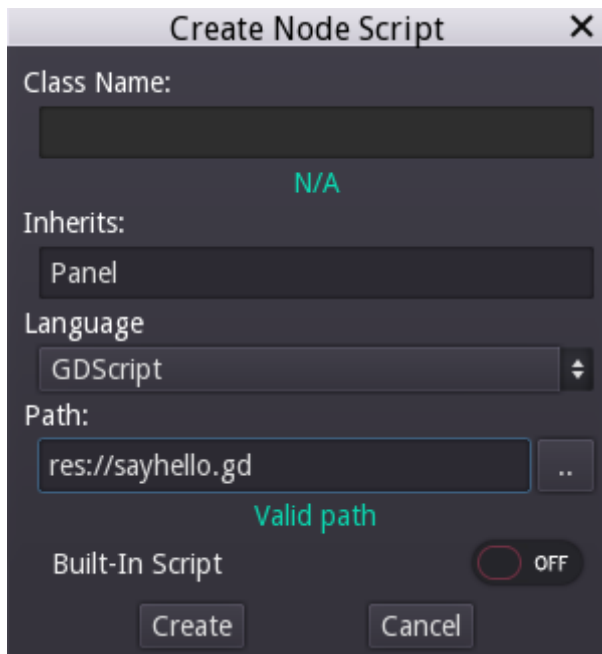 Create Node Script
Class Name:
N/A
Inherits:
Panel
Language
GDScript
Path:
res://sayhello.gd ..
Valid path
Built-In Script OFF
Create Cancel